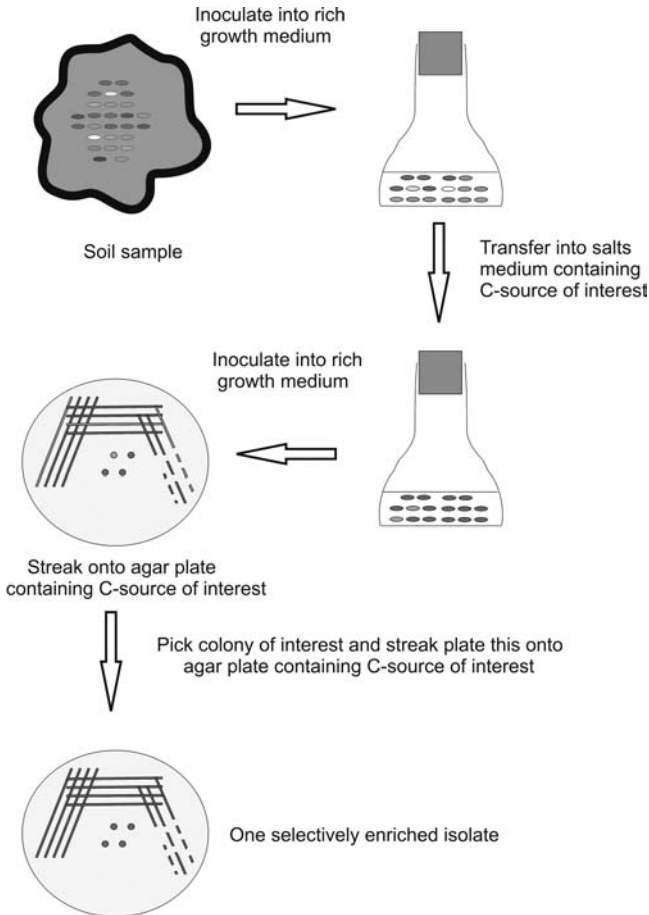 Inoculate into rich
growth medium
Soil sample
Transfer into salts
medium containing
C-source of interest
Inoculate into rich
growth medium
Streak onto agar plate
containing C-source of interest
Pick colony of interest and streak plate this onto
agar plate containing C-source of interest
One selectively enriched isolate